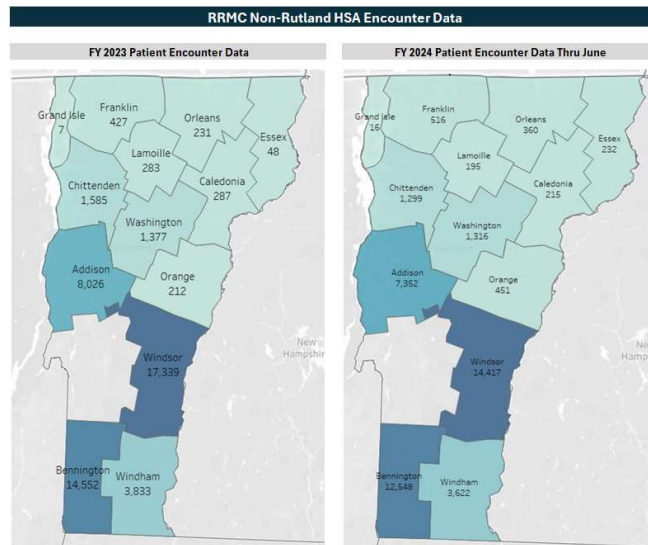 RRMC Non-Rutland HSA Encounter Data
FY 2023 Patient Encounter Data
Grand Isle
7
Franklin
427
Orleans
231
Essex
48
Lamoille
283
Chittenden
1,585
Caledonia
287
Washington
1,377
Addison
8,026
Orange
212
Windsor
17,339
New
Hampshire
Bennington
14,552
Windham
3,833
FY 2024 Patient Encounter Data Thru June
Grand Isle
16
Franklin
516
Orleans
360
Essex
232
Lamoille
195
Chittenden
1,299
Caledonia
215
Washington
1,316
Addison
7,352
Orange
451
Windsor
14,417
New
Hampshire
Bennington
12,548
Windham
3,622